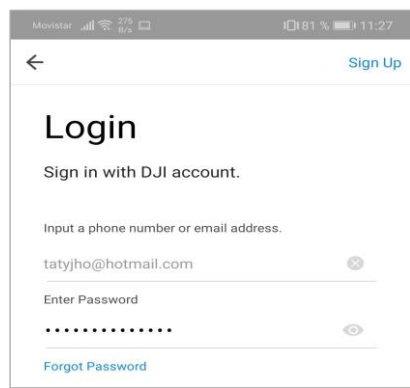 Movistar 275 B/s 81 % 11:27
Sign Up
Login
Sign in with DJI account.
Input a phone number or email address.
tatyjho@hotmail.com
Enter Password
••••••••••••••
Forgot Password